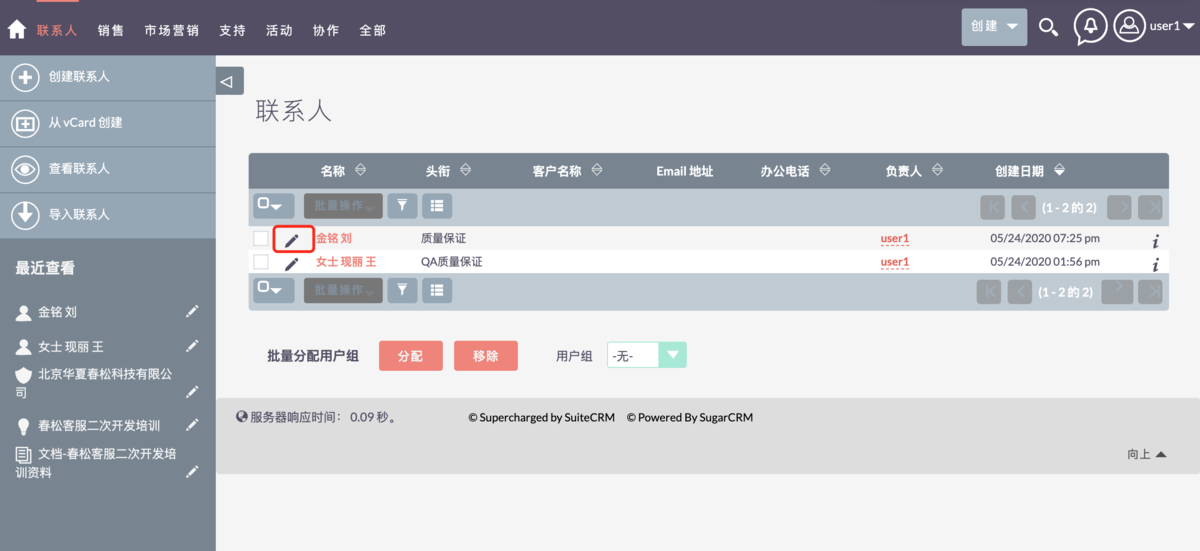 联系人 销售 市场营销 支持 活动 协作 全部 创建 user1
创建联系人
从 vCard 创建
查看联系人
导入联系人
最近查看
金铭 刘
女士 现丽 王
北京华夏春松科技有限公
司
春松客服二次开发培训
文档-春松客服二次开发培
训资料
联系人
名称 头衔 客户名称 Email 地址 办公电话 负责人 创建日期
批量操作 (1 - 2 的 2)
金铭 刘 质量保证 user1 05/24/2020 07:25 pm
女士 现丽 王 QA质量保证 user1 05/24/2020 01:56 pm
批量操作 (1 - 2 的 2)
批量分配用户组 分配 移除 用户组 -无-
服务器响应时间： 0.09 秒。 © Supercharged by SuiteCRM © Powered By SugarCRM
向上